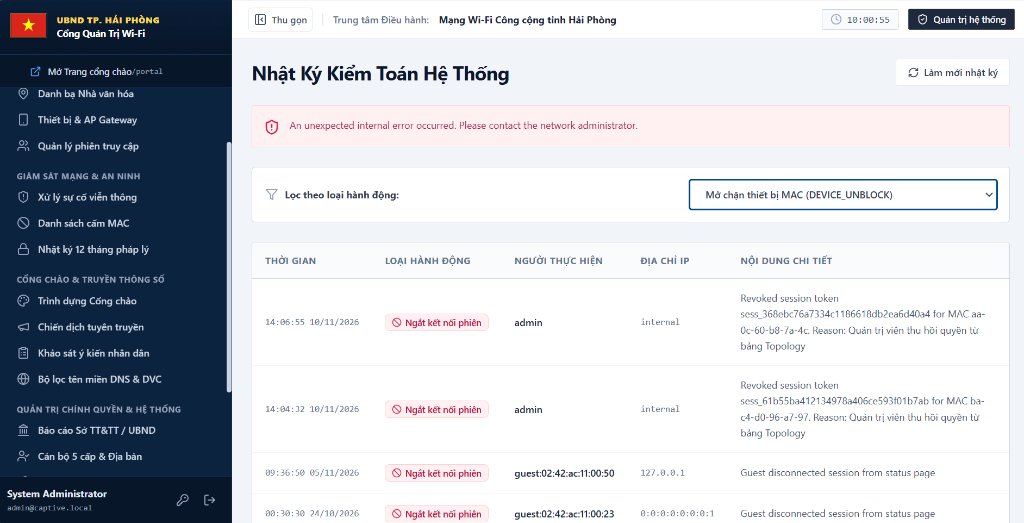 UBND TP. HẢI PHÒNG
Cổng Quản Trị Wi-Fi
Mở Trang cổng chào/portal
Danh bạ Nhà văn hóa
Thiết bị & AP Gateway
Quản lý phiên truy cập
GIÁM SÁT MẠNG & AN NINH
Xử lý sự cố viễn thông
Danh sách cấm MAC
Nhật ký 12 tháng pháp lý
CỔNG CHÀO & TRUYỀN THÔNG SỐ
Trình dựng Cổng chào
Chiến dịch tuyên truyền
Khảo sát ý kiến nhân dân
Bộ lọc tên miền DNS & DVC
QUẢN TRỊ CHÍNH QUYỀN & HỆ THỐNG
Báo cáo Sở TT&TT / UBND
Cán bộ 5 cấp & Địa bàn
System Administrator
admin@captive.local
Thu gọn
Trung tâm Điều hành: Mạng Wi-Fi Công cộng tỉnh Hải Phòng
10:00:55
Quản trị hệ thống
Nhật Ký Kiểm Toán Hệ Thống
Làm mới nhật ký
An unexpected internal error occurred. Please contact the network administrator.
Lọc theo loại hành động:
Mở chặn thiết bị MAC (DEVICE_UNBLOCK)
THỜI GIAN LOẠI HÀNH ĐỘNG NGƯỜI THỰC HIỆN ĐỊA CHỈ IP NỘI DUNG CHI TIẾT
14:06:55 10/11/2026 Ngắt kết nối phiên admin internal
Revoked session token
sess_368ebc76a7334c1186618db2ea6d40a4 for MAC aa-
0c-60-b8-7a-4c. Reason: Quản trị viên thu hồi quyền từ
bảng Topology
14:04:32 10/11/2026 Ngắt kết nối phiên admin internal
Revoked session token
sess_61b55ba412134978a406ce593f01b7ab for MAC ba-
c4-d0-96-a7-97. Reason: Quản trị viên thu hồi quyền từ
bảng Topology
09:36:50 05/11/2026 Ngắt kết nối phiên guest:02:42:ac:11:00:50 127.0.0.1 Guest disconnected session from status page
00:30:30 24/10/2026 Ngắt kết nối phiên guest:02:42:ac:11:00:23 0:0:0:0:0:0:0:1 Guest disconnected session from status page